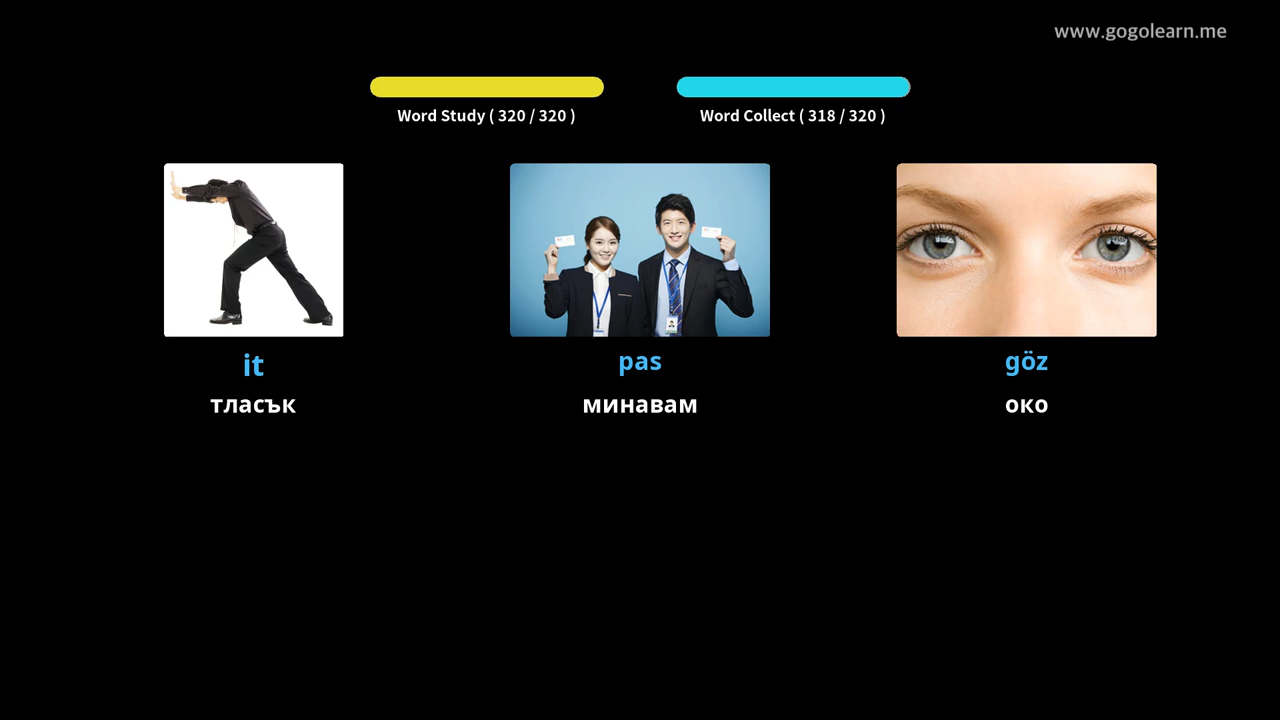 www.gogolearn.me
Word Study ( 320 / 320 )
Word Collect ( 318 / 320 )
it
pas
göz
тласък
минавам
око